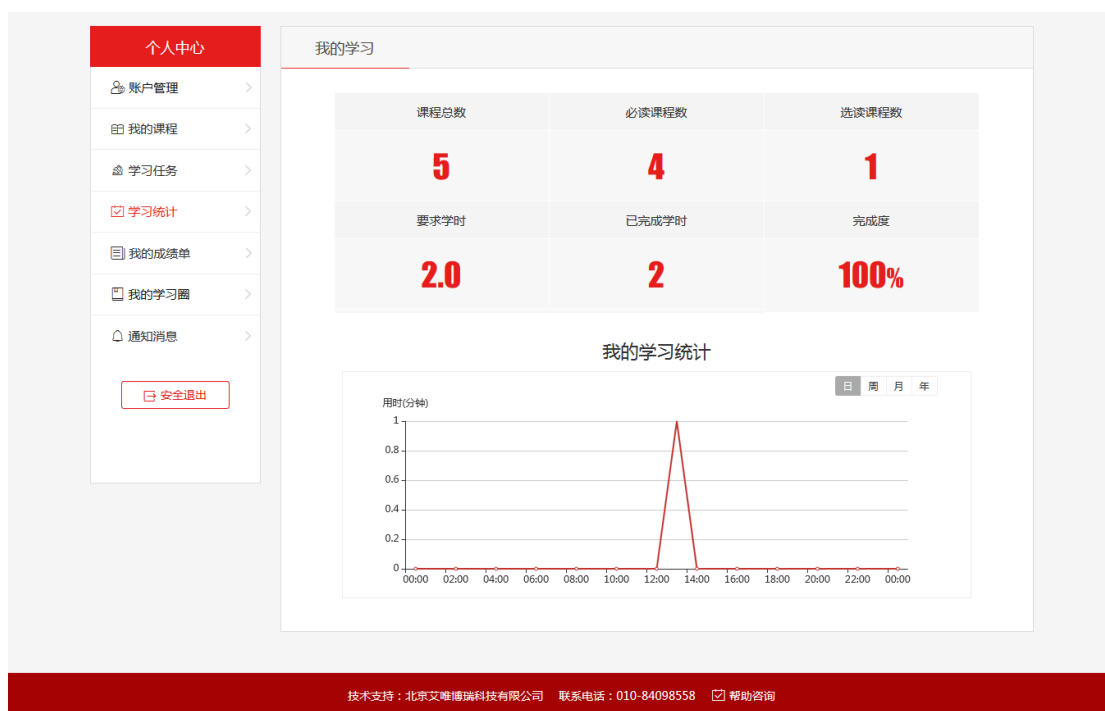 个人中心
账户管理
我的课程
学习任务
学习统计
我的成绩单
我的学习圈
通知消息
安全退出
我的学习
课程总数 必读课程数 选读课程数
5 4 1
要求学时 已完成学时 完成度
2.0 2 100%
我的学习统计
日 周 月 年
用时(分钟)
1
0.8
0.6
0.4
0.2
0
00:00 02:00 04:00 06:00 08:00 10:00 12:00 14:00 16:00 18:00 20:00 22:00 00:00
技术支持：北京艾唯博瑞科技有限公司 联系电话：010-84098558 帮助咨询